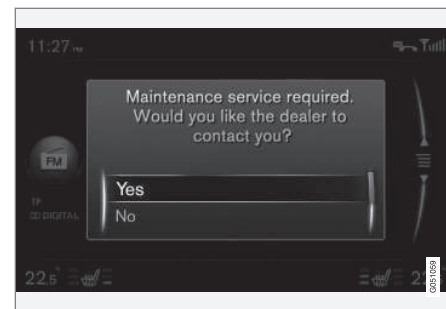 11:27 PM
Maintenance service required.
Would you like the dealer to
contact you?
FM
Yes
No
TP
DIGITAL
22.5°
G051059